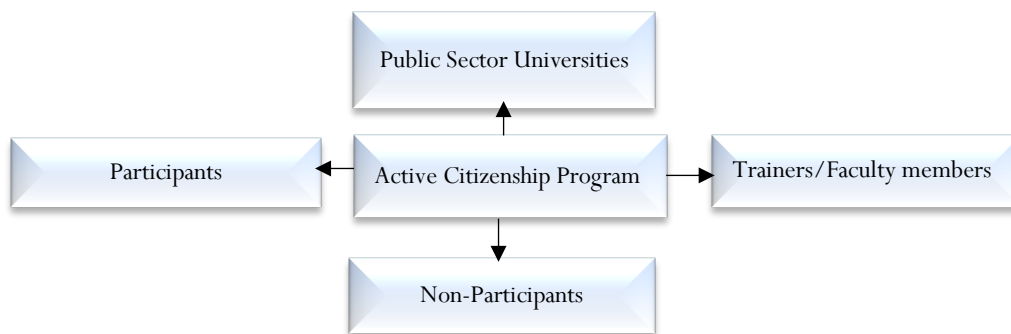 Public Sector Universities
Participants
Active Citizenship Program
Trainers/Faculty members
Non-Participants